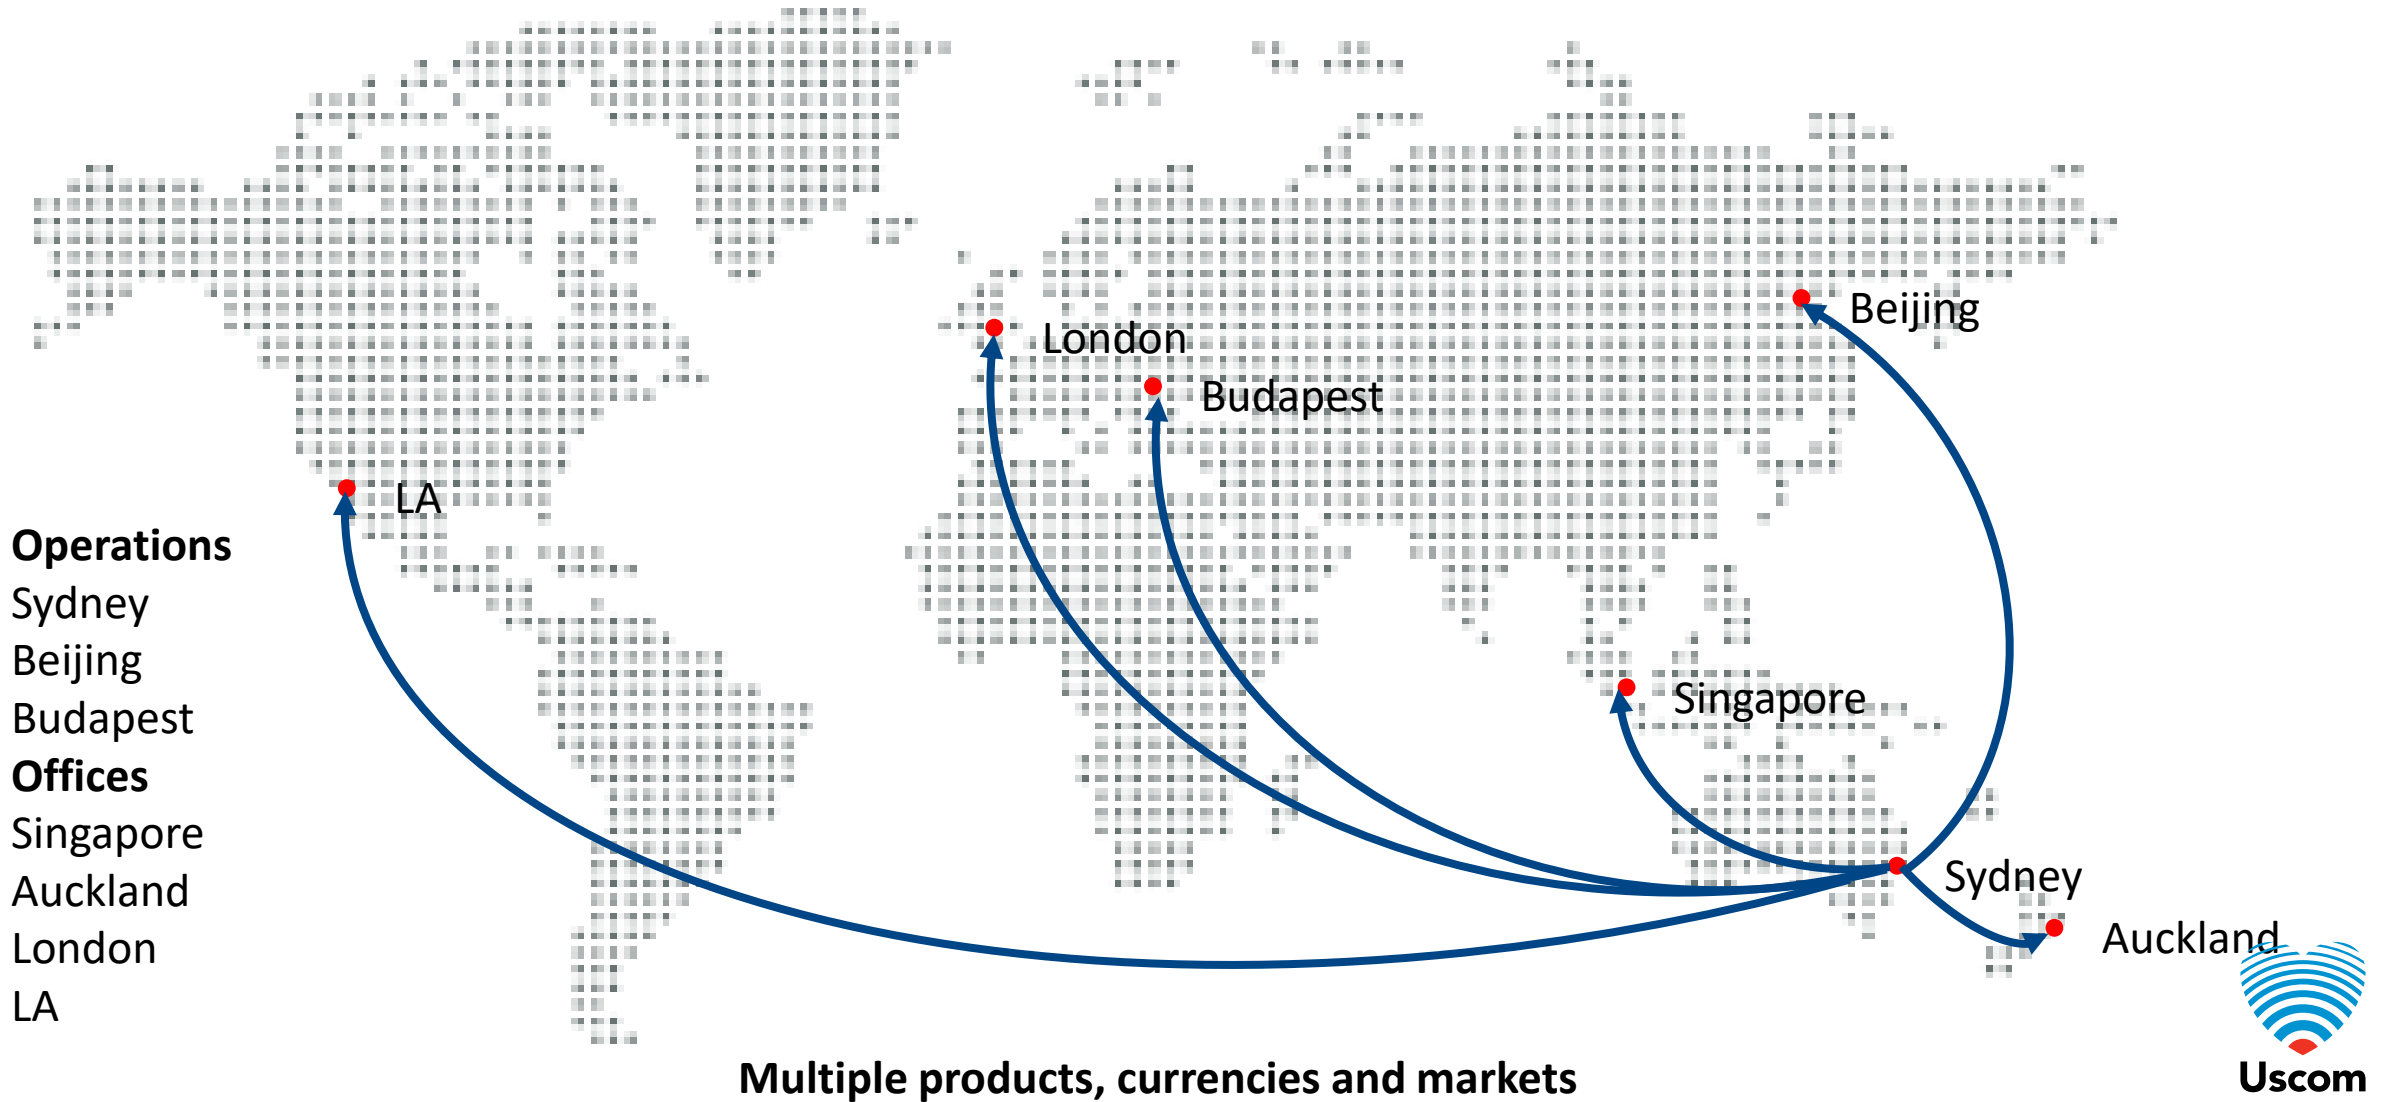 Beijing
London
Budapest
LA
Operations
Sydney
Beijing
Budapest
Offices
Singapore
Auckland
London
LA
Singapore
Sydney
Auckland
Multiple products, currencies and markets
Uscom